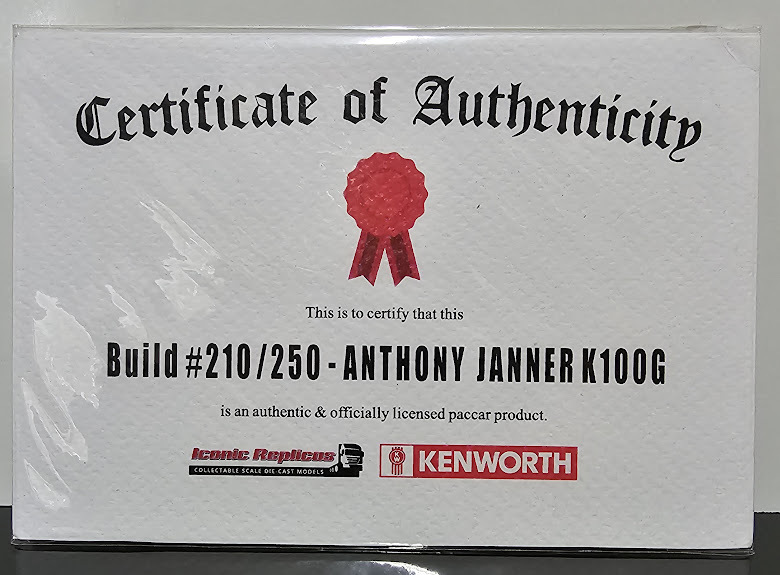 Certificate of Authenticity
This is to certify that this
Build #210/250 - ANTHONY JANNER K100G
is an authentic & officially licensed paccar product.
Iconic Replicas
COLLECTABLE SCALE DIE-CAST MODELS
KW KENWORTH